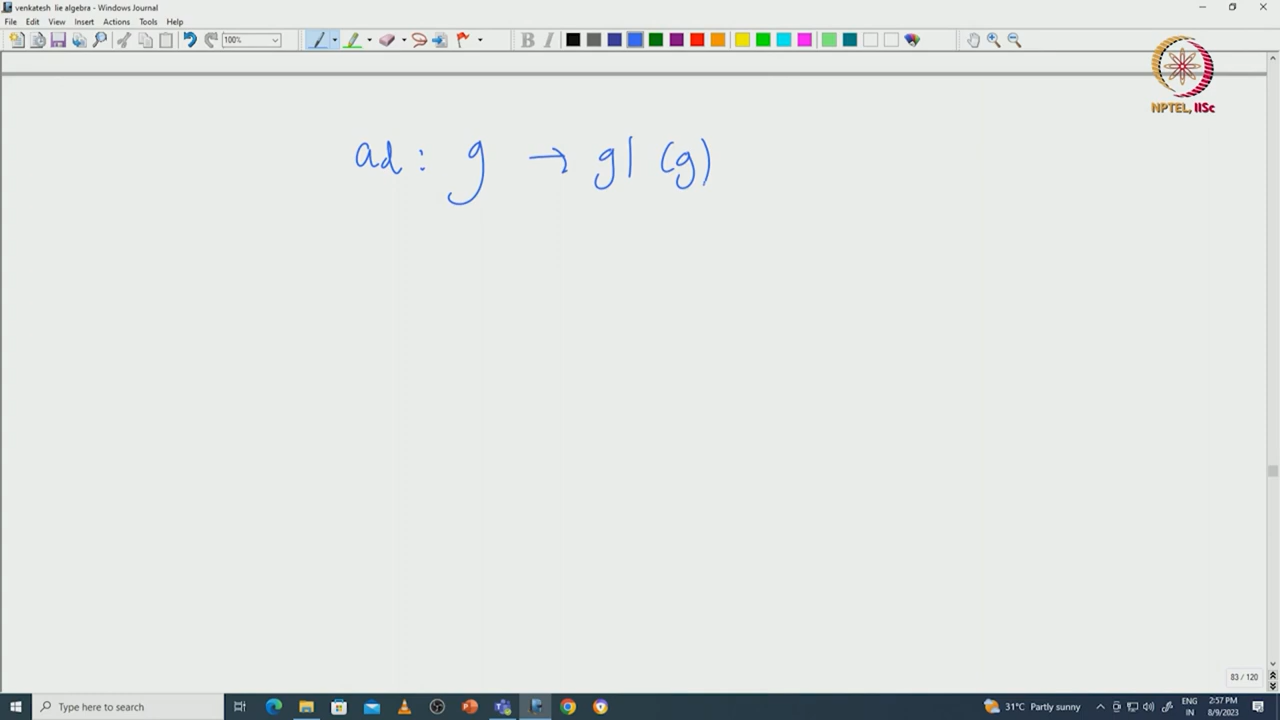 venkatesh lie algebra - Windows Journal
File Edit View Insert Actions Tools Help
100%
B I
NPTEL, IISc
ad : g → gl (g)
83 / 120
Type here to search
31°C Partly sunny
ENG
IN
2:57 PM
8/9/2023